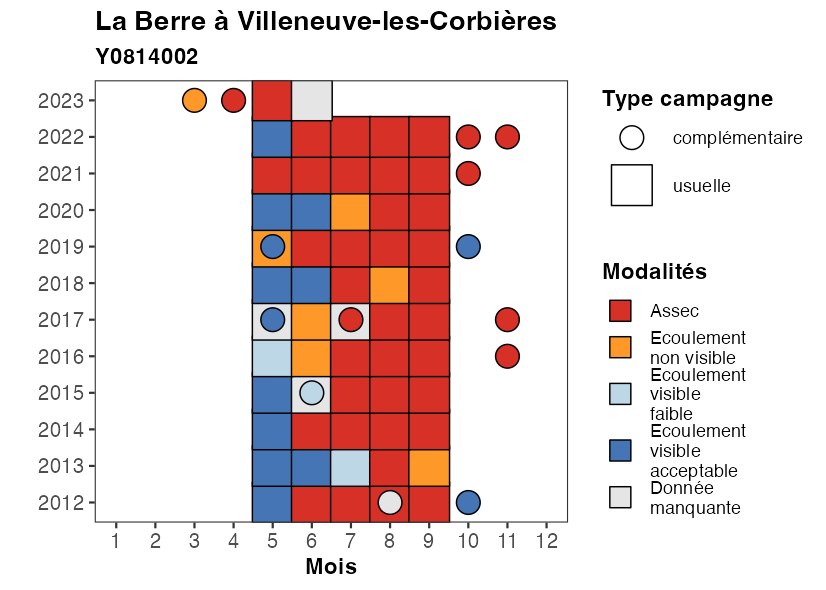 La Berre à Villeneuve-les-Corbières
Y0814002
2023
2022
2021
2020
2019
2018
2017
2016
2015
2014
2013
2012
1 2 3 4 5 6 7 8 9 10 11 12
Mois
Type campagne
complémentaire
usuelle
Modalités
Assec
Ecoulement
non visible
Ecoulement
visible
faible
Ecoulement
visible
acceptable
Donnée
manquante